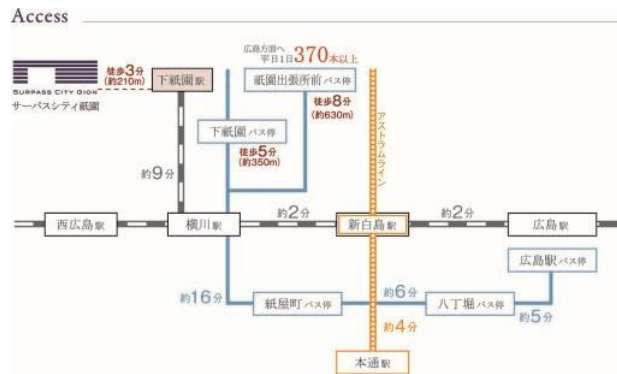 Access
徒歩3分
(約210m)
SURPASS CITY GION
サーパスシティ祇園
下祇園駅
広島方面へ
平日1日370本以上
祇園出張所前バス停
徒歩8分
(約630m)
下祇園バス停
徒歩5分
(約350m)
アストラムライン
約9分
西広島駅
横川駅
約2分
新白島駅
約2分
広島駅
広島駅バス停
約16分
紙屋町バス停
約6分
八丁堀バス停
約5分
約4分
本通駅